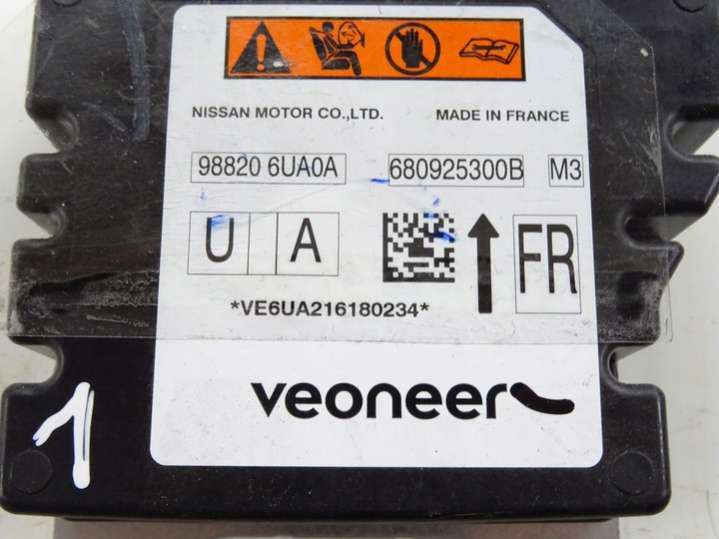 NISSAN MOTOR CO.,LTD. MADE IN FRANCE
98820 6UA0A 680925300B M3
U A FR
*VE6UA216180234*
veoneer
1